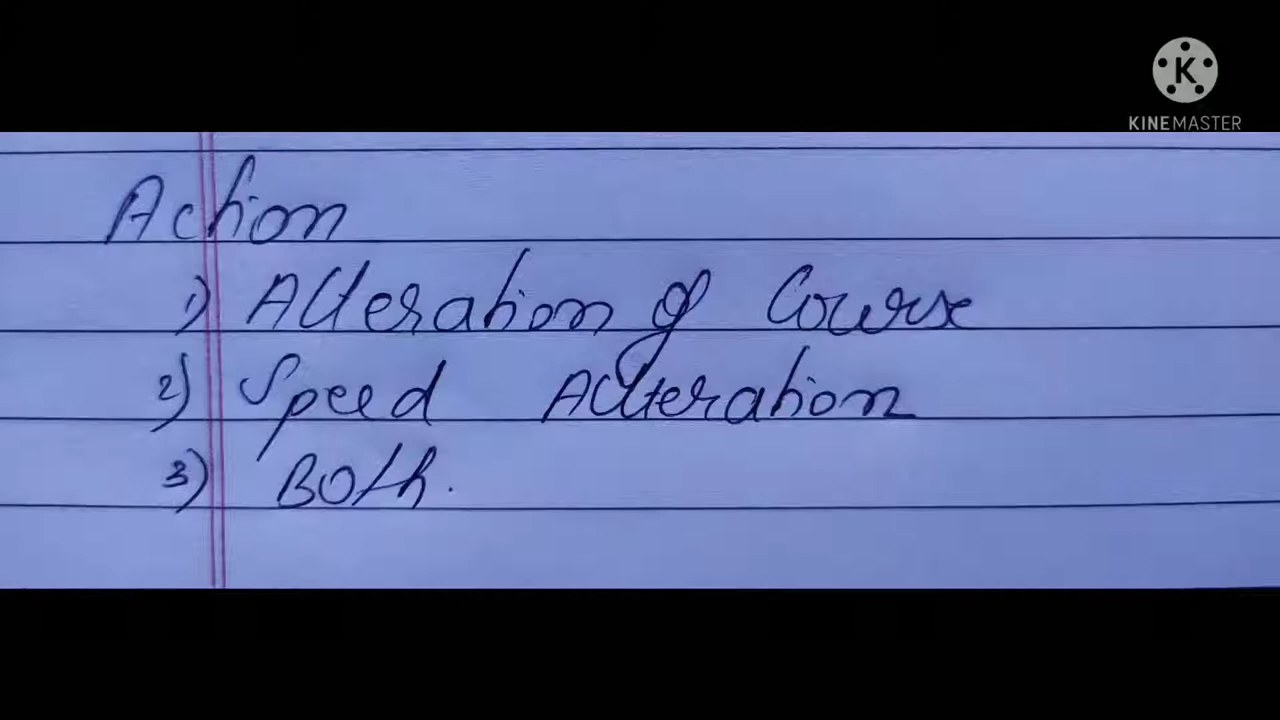 K
KINEMASTER
Action
1) Alteration of Course
2) Speed Alteration
3) Both.